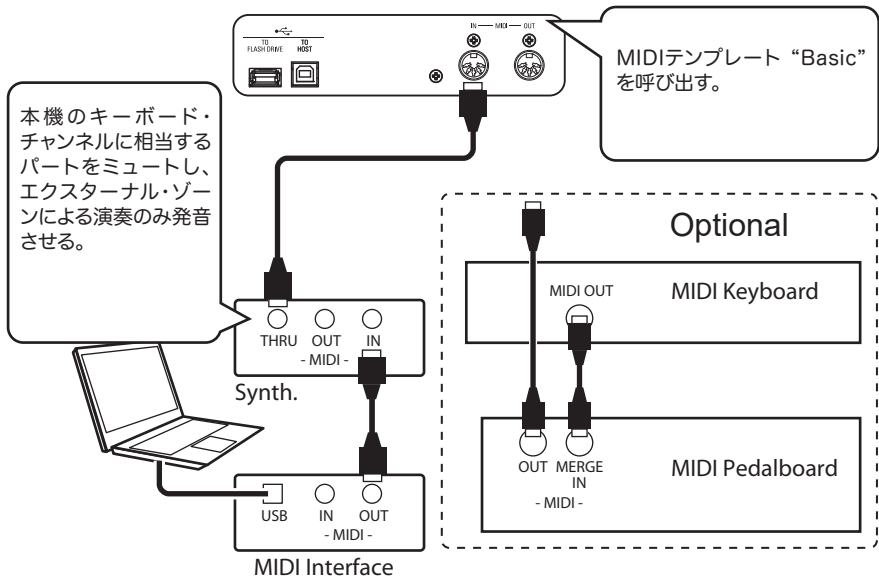 IN MIDI OUT
TO FLASH DRIVE
TO HOST
MIDIテンプレート“Basic”
を呼び出す。
本機のキーボード・
チャンネルに相当する
パートをミュートし、
エクスターナル・ゾー
ンによる演奏のみ発音
させる。
Optional
MIDI OUT
MIDI Keyboard
THRU OUT IN
- MIDI -
Synth.
OUT MERGE IN
- MIDI -
MIDI Pedalboard
USB IN OUT
- MIDI -
MIDI Interface